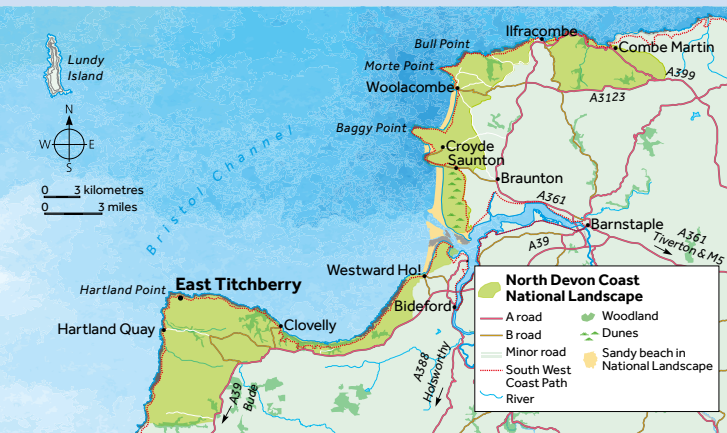 Ilfracombe
Bull Point
Combe Martin
Lundy
Island
Morte Point
A399
Woolacombe
A3123
N
W E
S
Baggy Point
Croyde
Saunton
Braunton
0 3 kilometres
0 3 miles
Bristol Channel
A361
Barnstaple
A39
A361
Tiverton & M5
Westward Ho!
Hartland Point
East Titchberry
Bideford
Hartland Quay
Clovelly
A388
Holsworthy
A39
Bude
North Devon Coast
National Landscape
A road
B road
Minor road
South West
Coast Path
River
Woodland
Dunes
Sandy beach in
National Landscape